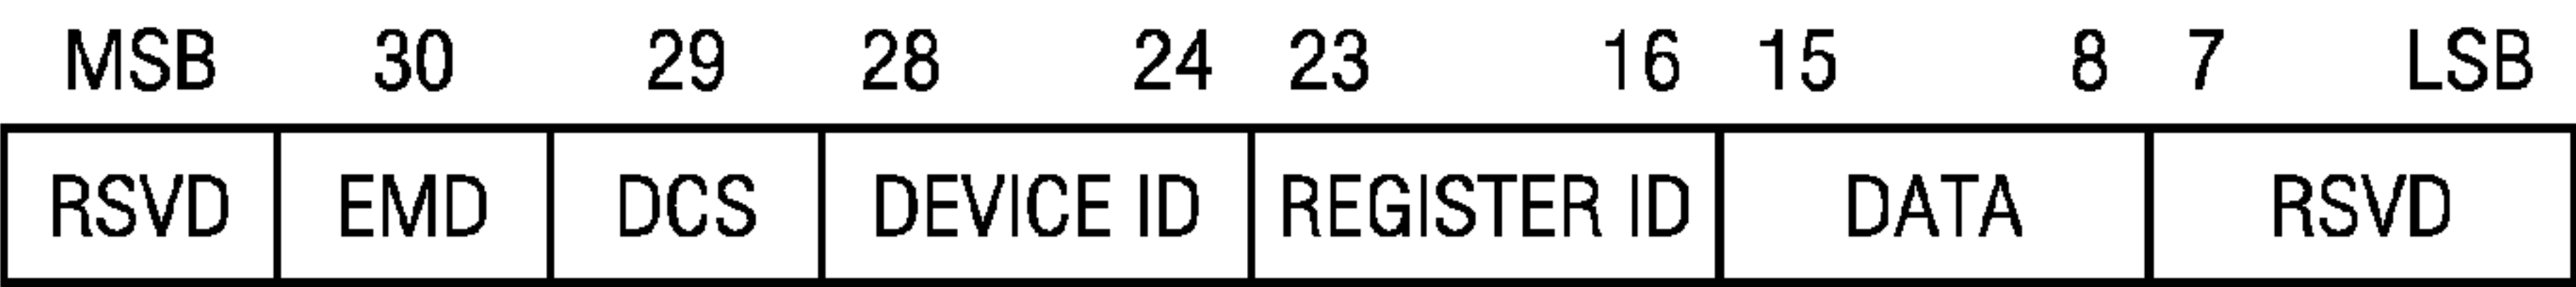 MSB 30 29 28 24 23 16 15 8 7 LSB
RSVD EMD DCS DEVICE ID REGISTER ID DATA RSVD